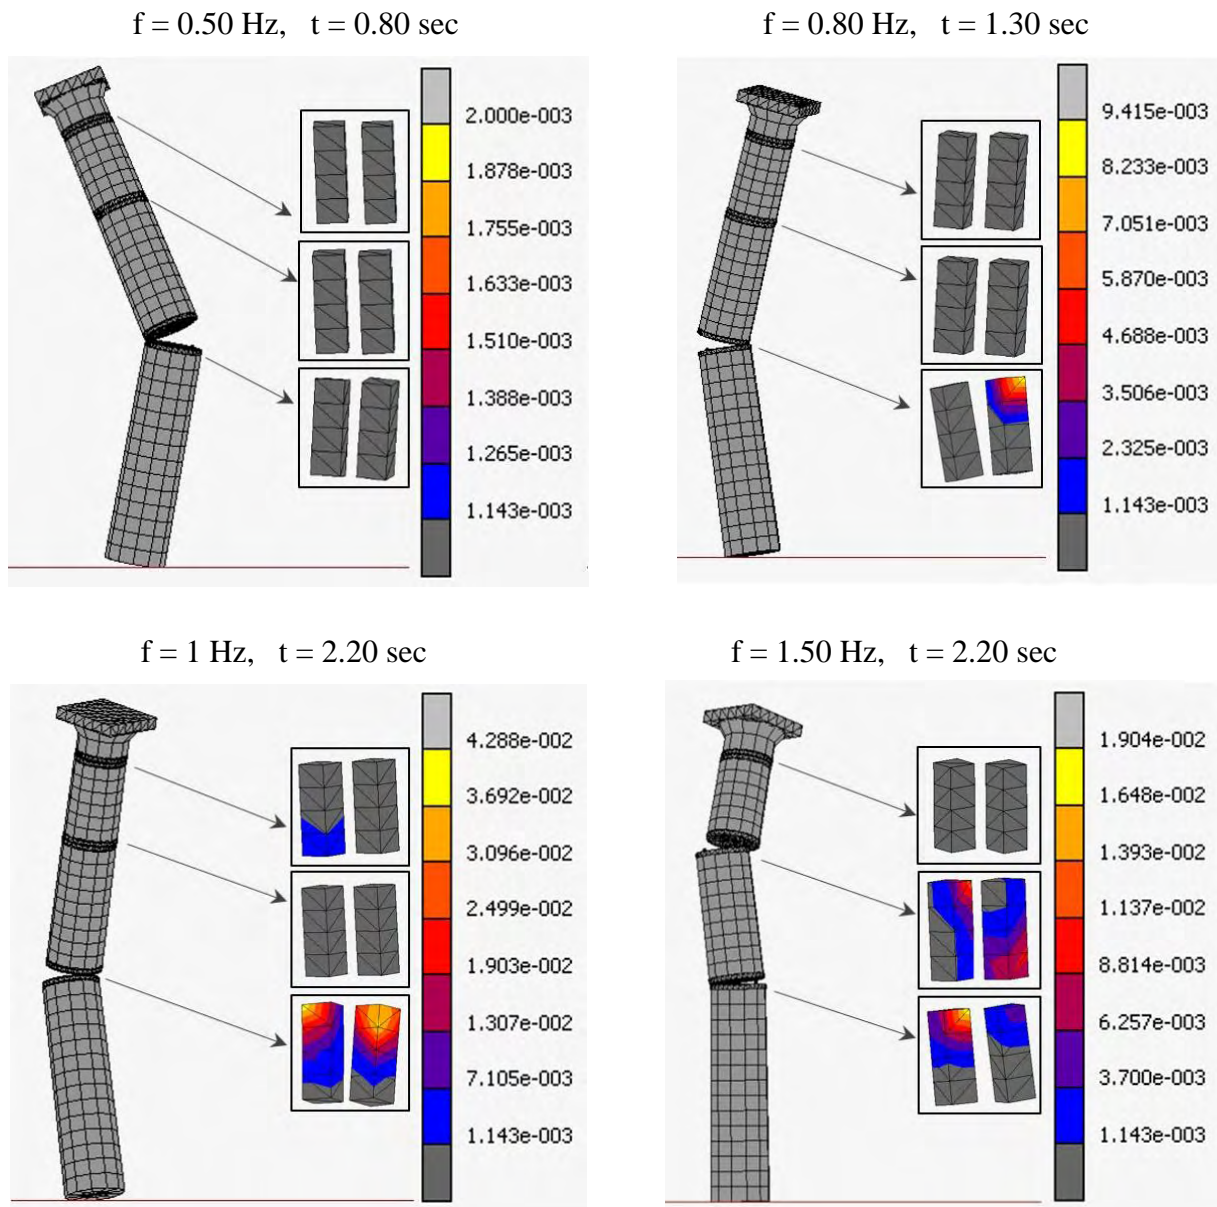 f = 0.50 Hz, t = 0.80 sec
2.000e-003
1.878e-003
1.755e-003
1.633e-003
1.510e-003
1.388e-003
1.265e-003
1.143e-003
f = 0.80 Hz, t = 1.30 sec
9.415e-003
8.233e-003
7.051e-003
5.870e-003
4.688e-003
3.506e-003
2.325e-003
1.143e-003
f = 1 Hz, t = 2.20 sec
4.288e-002
3.692e-002
3.096e-002
2.499e-002
1.903e-002
1.307e-002
7.105e-003
1.143e-003
f = 1.50 Hz, t = 2.20 sec
1.904e-002
1.648e-002
1.393e-002
1.137e-002
8.814e-003
6.257e-003
3.700e-003
1.143e-003